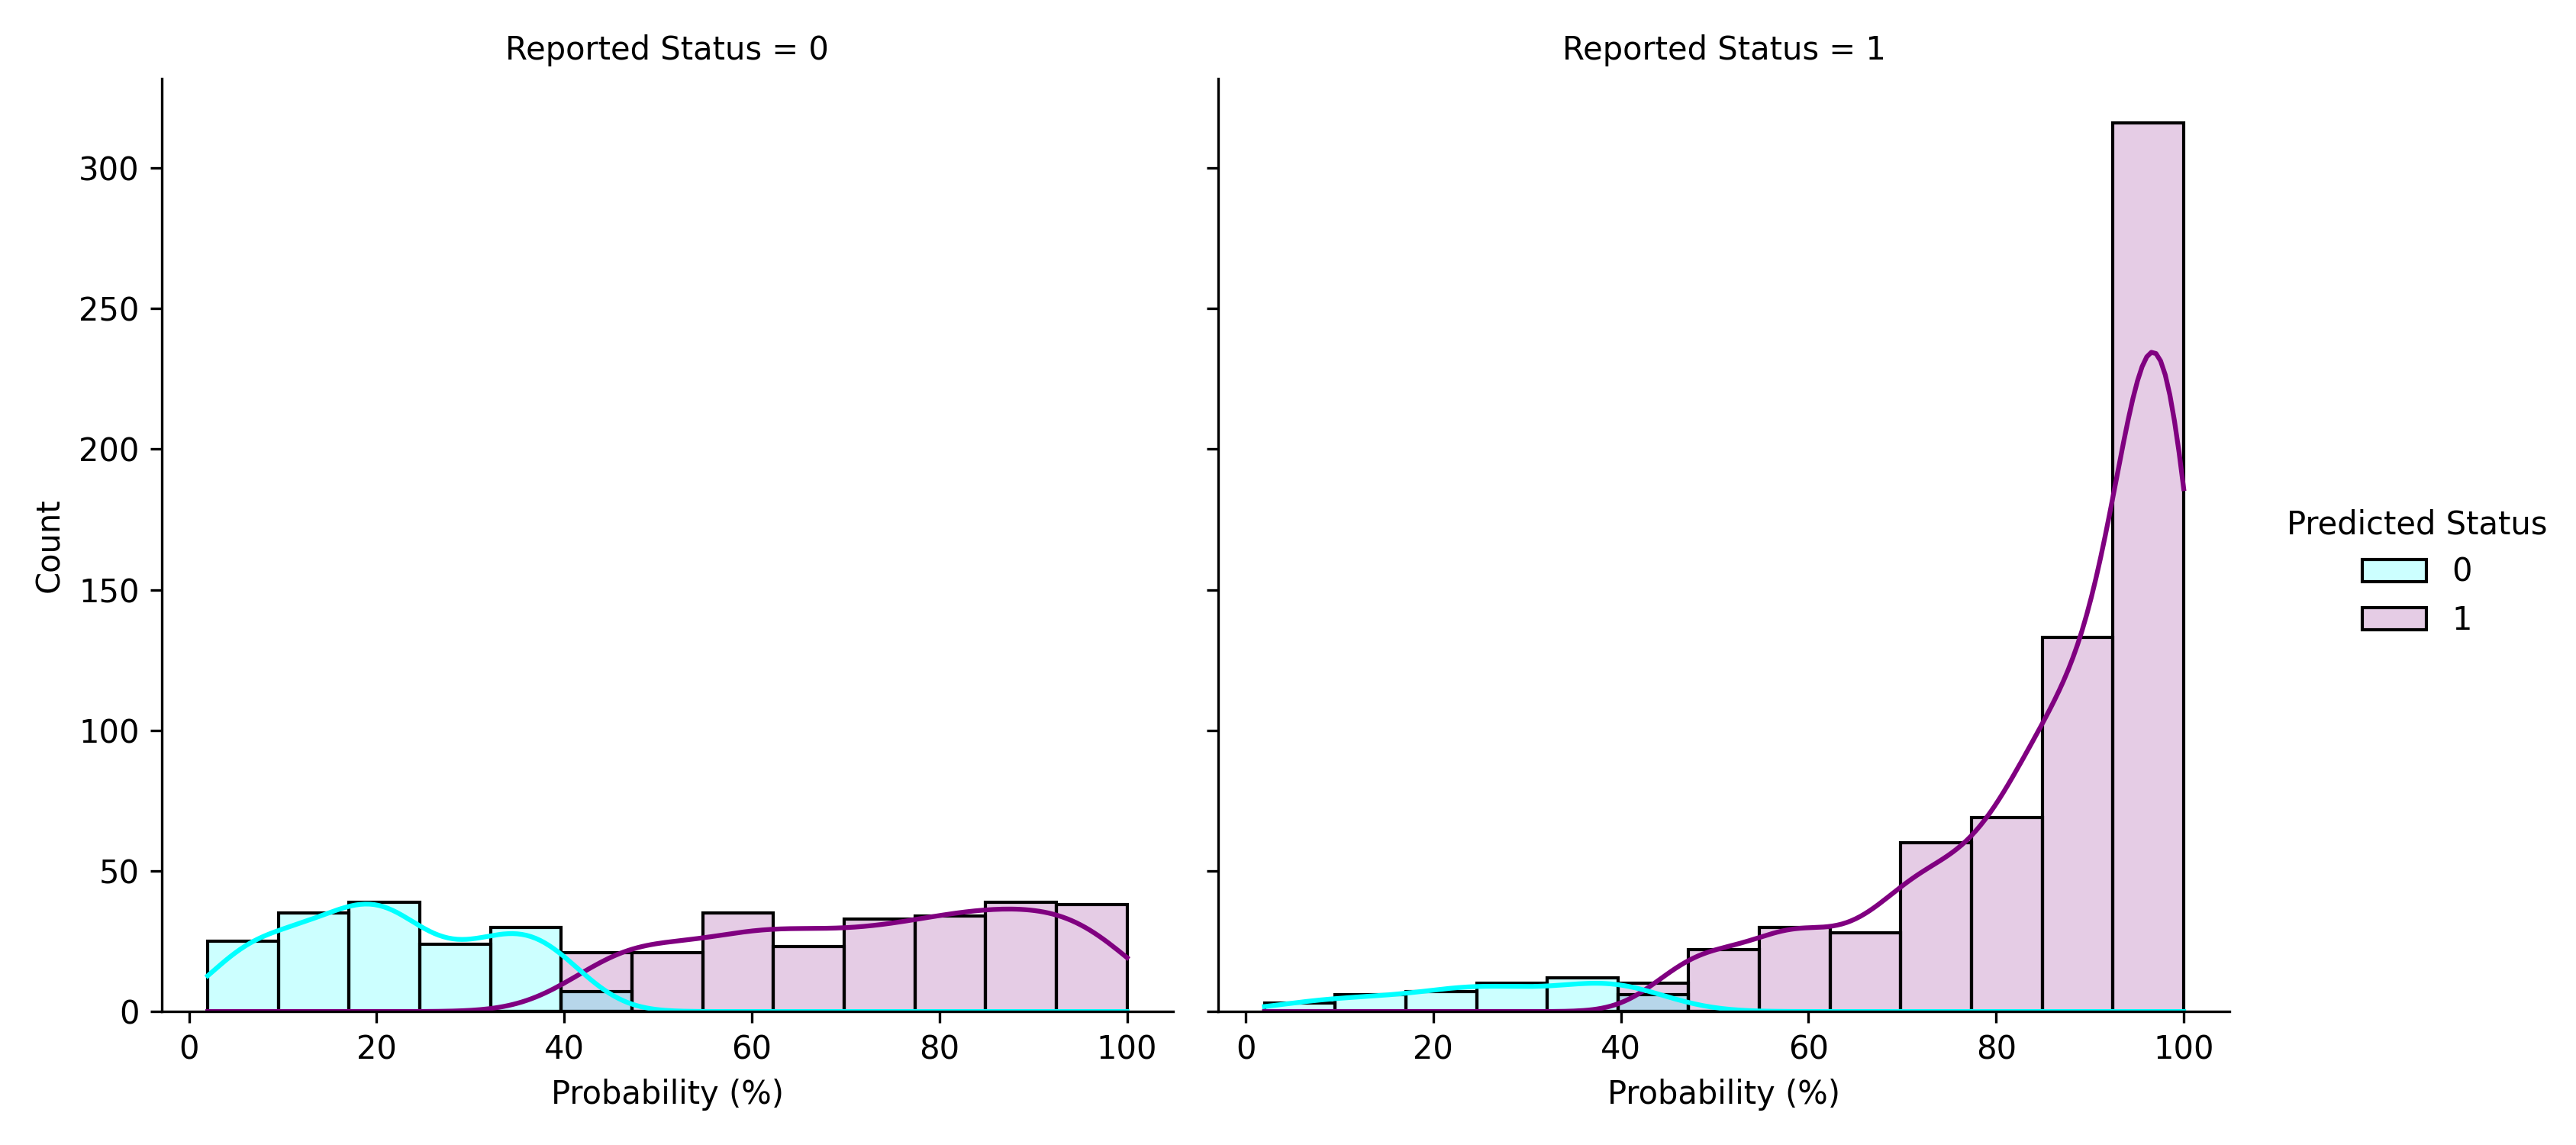 Reported Status = 0
Reported Status = 1
Count
300
250
200
150
100
50
0
0 20 40 60 80 100
0 20 40 60 80 100
Probability (%)
Probability (%)
Predicted Status
0
1